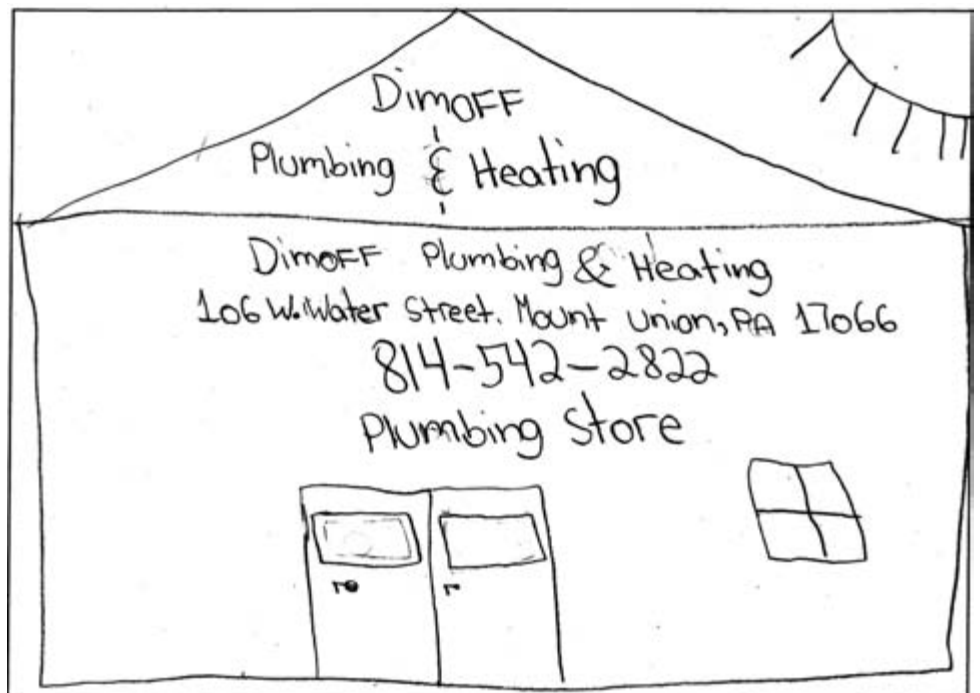 DimOFF
Plumbing & Heating
DimOFF Plumbing & Heating
106 W. Water Street. Mount Union, PA 17066
814-542-2822
Plumbing Store